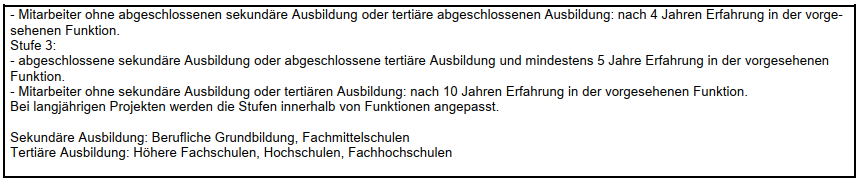 - Mitarbeiter ohne abgeschlossenen sekundäre Ausbildung oder tertiäre abgeschlossenen Ausbildung: nach 4 Jahren Erfahrung in der vorge-
sehenen Funktion.
Stufe 3:
- abgeschlossene sekundäre Ausbildung oder abgeschlossene tertiäre Ausbildung und mindestens 5 Jahre Erfahrung in der vorgesehenen
Funktion.
- Mitarbeiter ohne sekundäre Ausbildung oder tertiären Ausbildung: nach 10 Jahren Erfahrung in der vorgesehenen Funktion.
Bei langjährigen Projekten werden die Stufen innerhalb von Funktionen angepasst.
Sekundäre Ausbildung: Berufliche Grundbildung, Fachmittelschulen
Tertiäre Ausbildung: Höhere Fachschulen, Hochschulen, Fachhochschulen